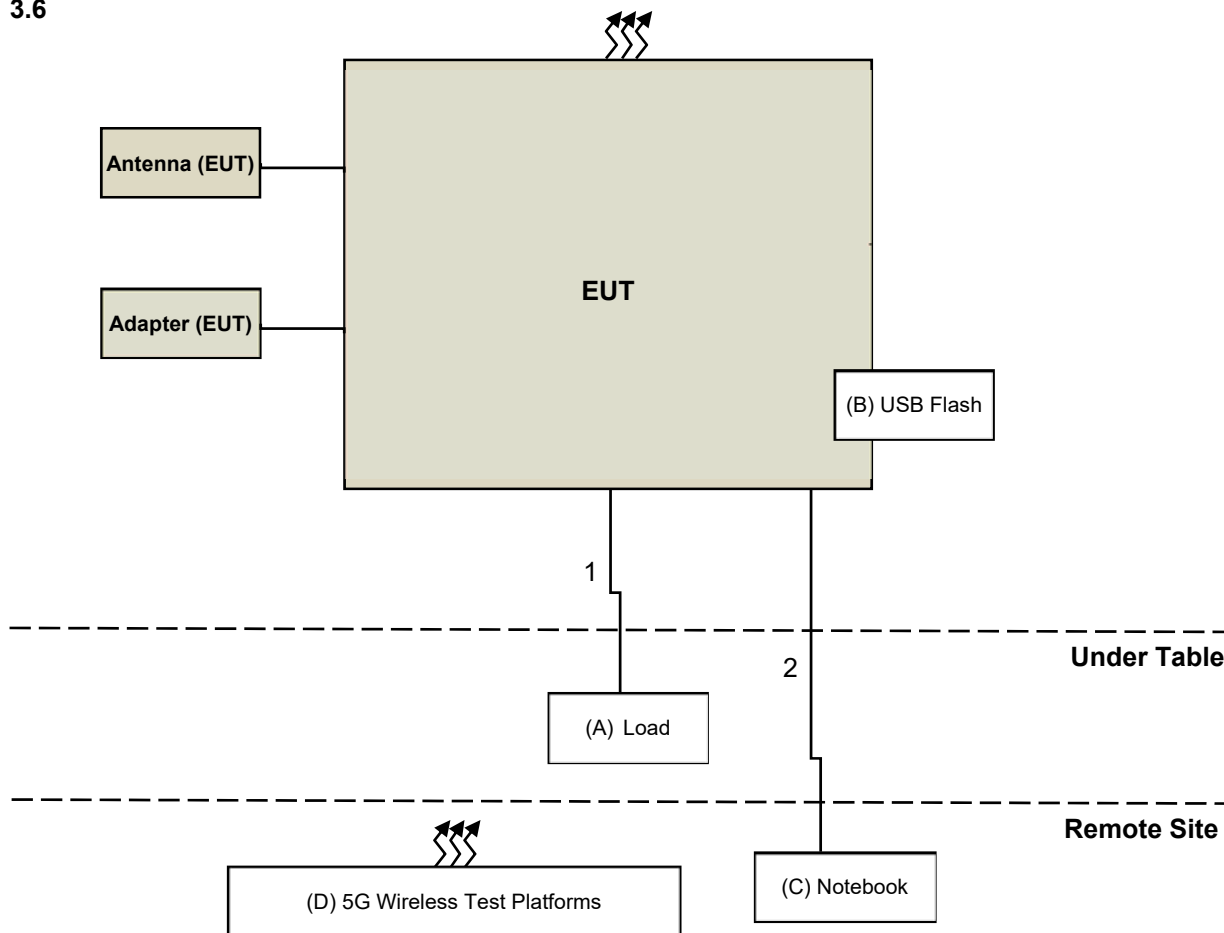 3.6
Antenna (EUT)
EUT
Adapter (EUT)
(B) USB Flash
1
Under Table
2
(A) Load
Remote Site
(C) Notebook
(D) 5G Wireless Test Platforms